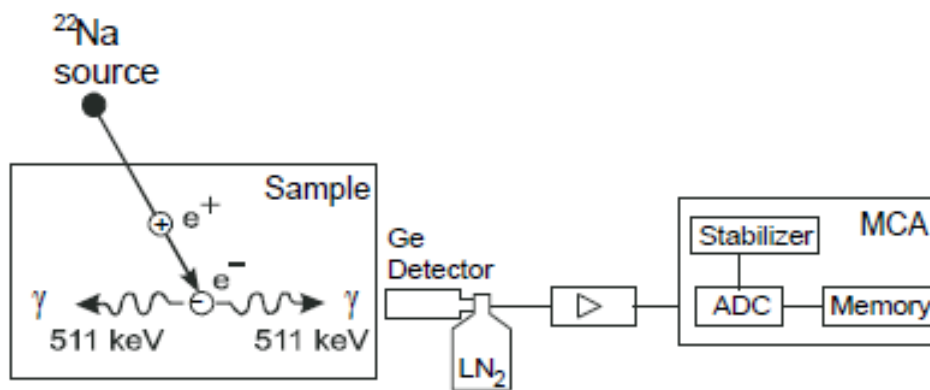 ²²Na
source
Sample
e⁺
e⁻
γ
γ
511 keV
511 keV
Ge
Detector
LN₂
MCA
Stabilizer
ADC
Memory